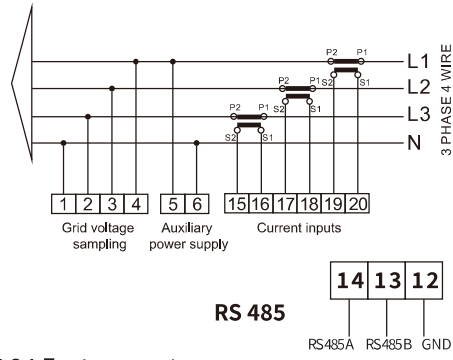 P2 P1 L1
P2 P1 S2 S1 L2
P2 P1 S2 S1 L3
S2 S1 N
3 PHASE 4 WIRE
1 2 3 4 5 6 15 16 17 18 19 20
Grid voltage sampling
Auxiliary power supply
Current inputs
14 13 12
RS 485
RS485A RS485B GND